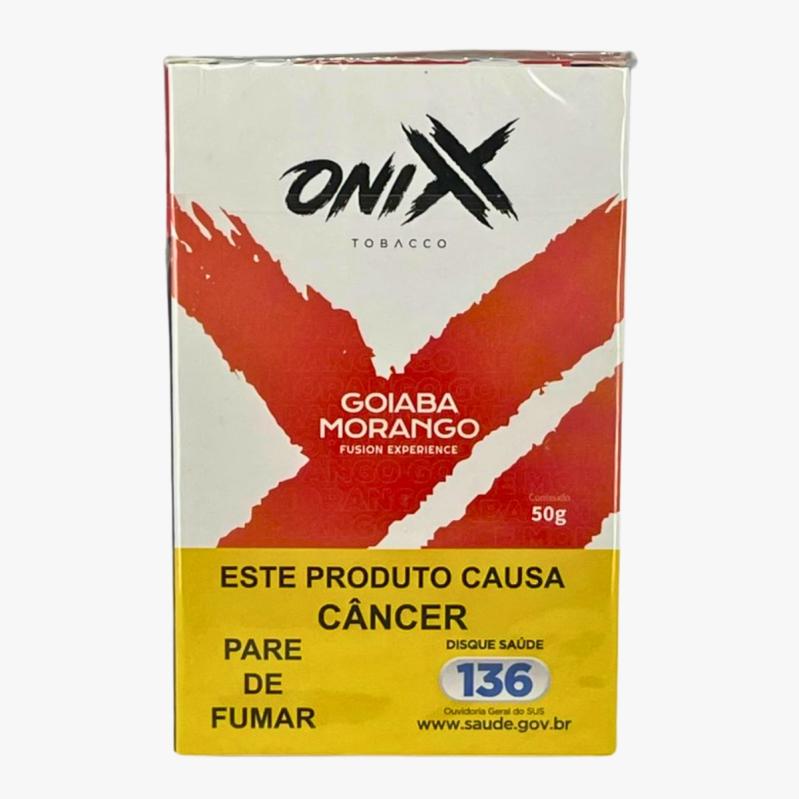 ONIX
TOBACCO
GOIABA
MORANGO
FUSION EXPERIENCE
Conteúdo
50g
ESTE PRODUTO CAUSA
CÂNCER
PARE
DE
FUMAR
DISQUE SAÚDE
136
Ouvidoria Geral do SUS
www.saude.gov.br